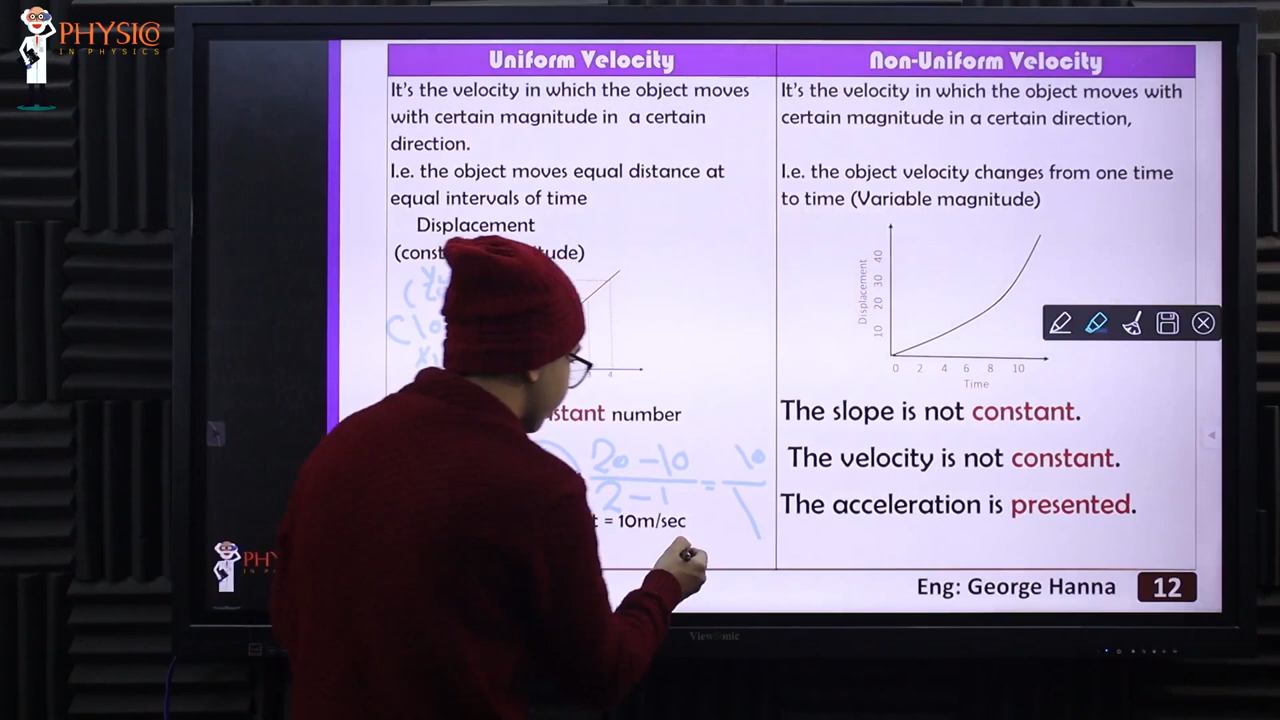 PHYSICO
IN PHYSICS
Uniform Velocity
It's the velocity in which the object moves
with certain magnitude in a certain
direction.
I.e. the object moves equal distance at
equal intervals of time
Displacement
number
20 - 10
2 - 1
= 10
1
= 10m/sec
Non-Uniform Velocity
It's the velocity in which the object moves with
certain magnitude in a certain direction,
I.e. the object velocity changes from one time
to time (Variable magnitude)
Displacement
10 20 30 40
0 2 4 6 8 10
Time
The slope is not constant.
The velocity is not constant.
The acceleration is presented.
Eng: George Hanna
12
ViewSonic